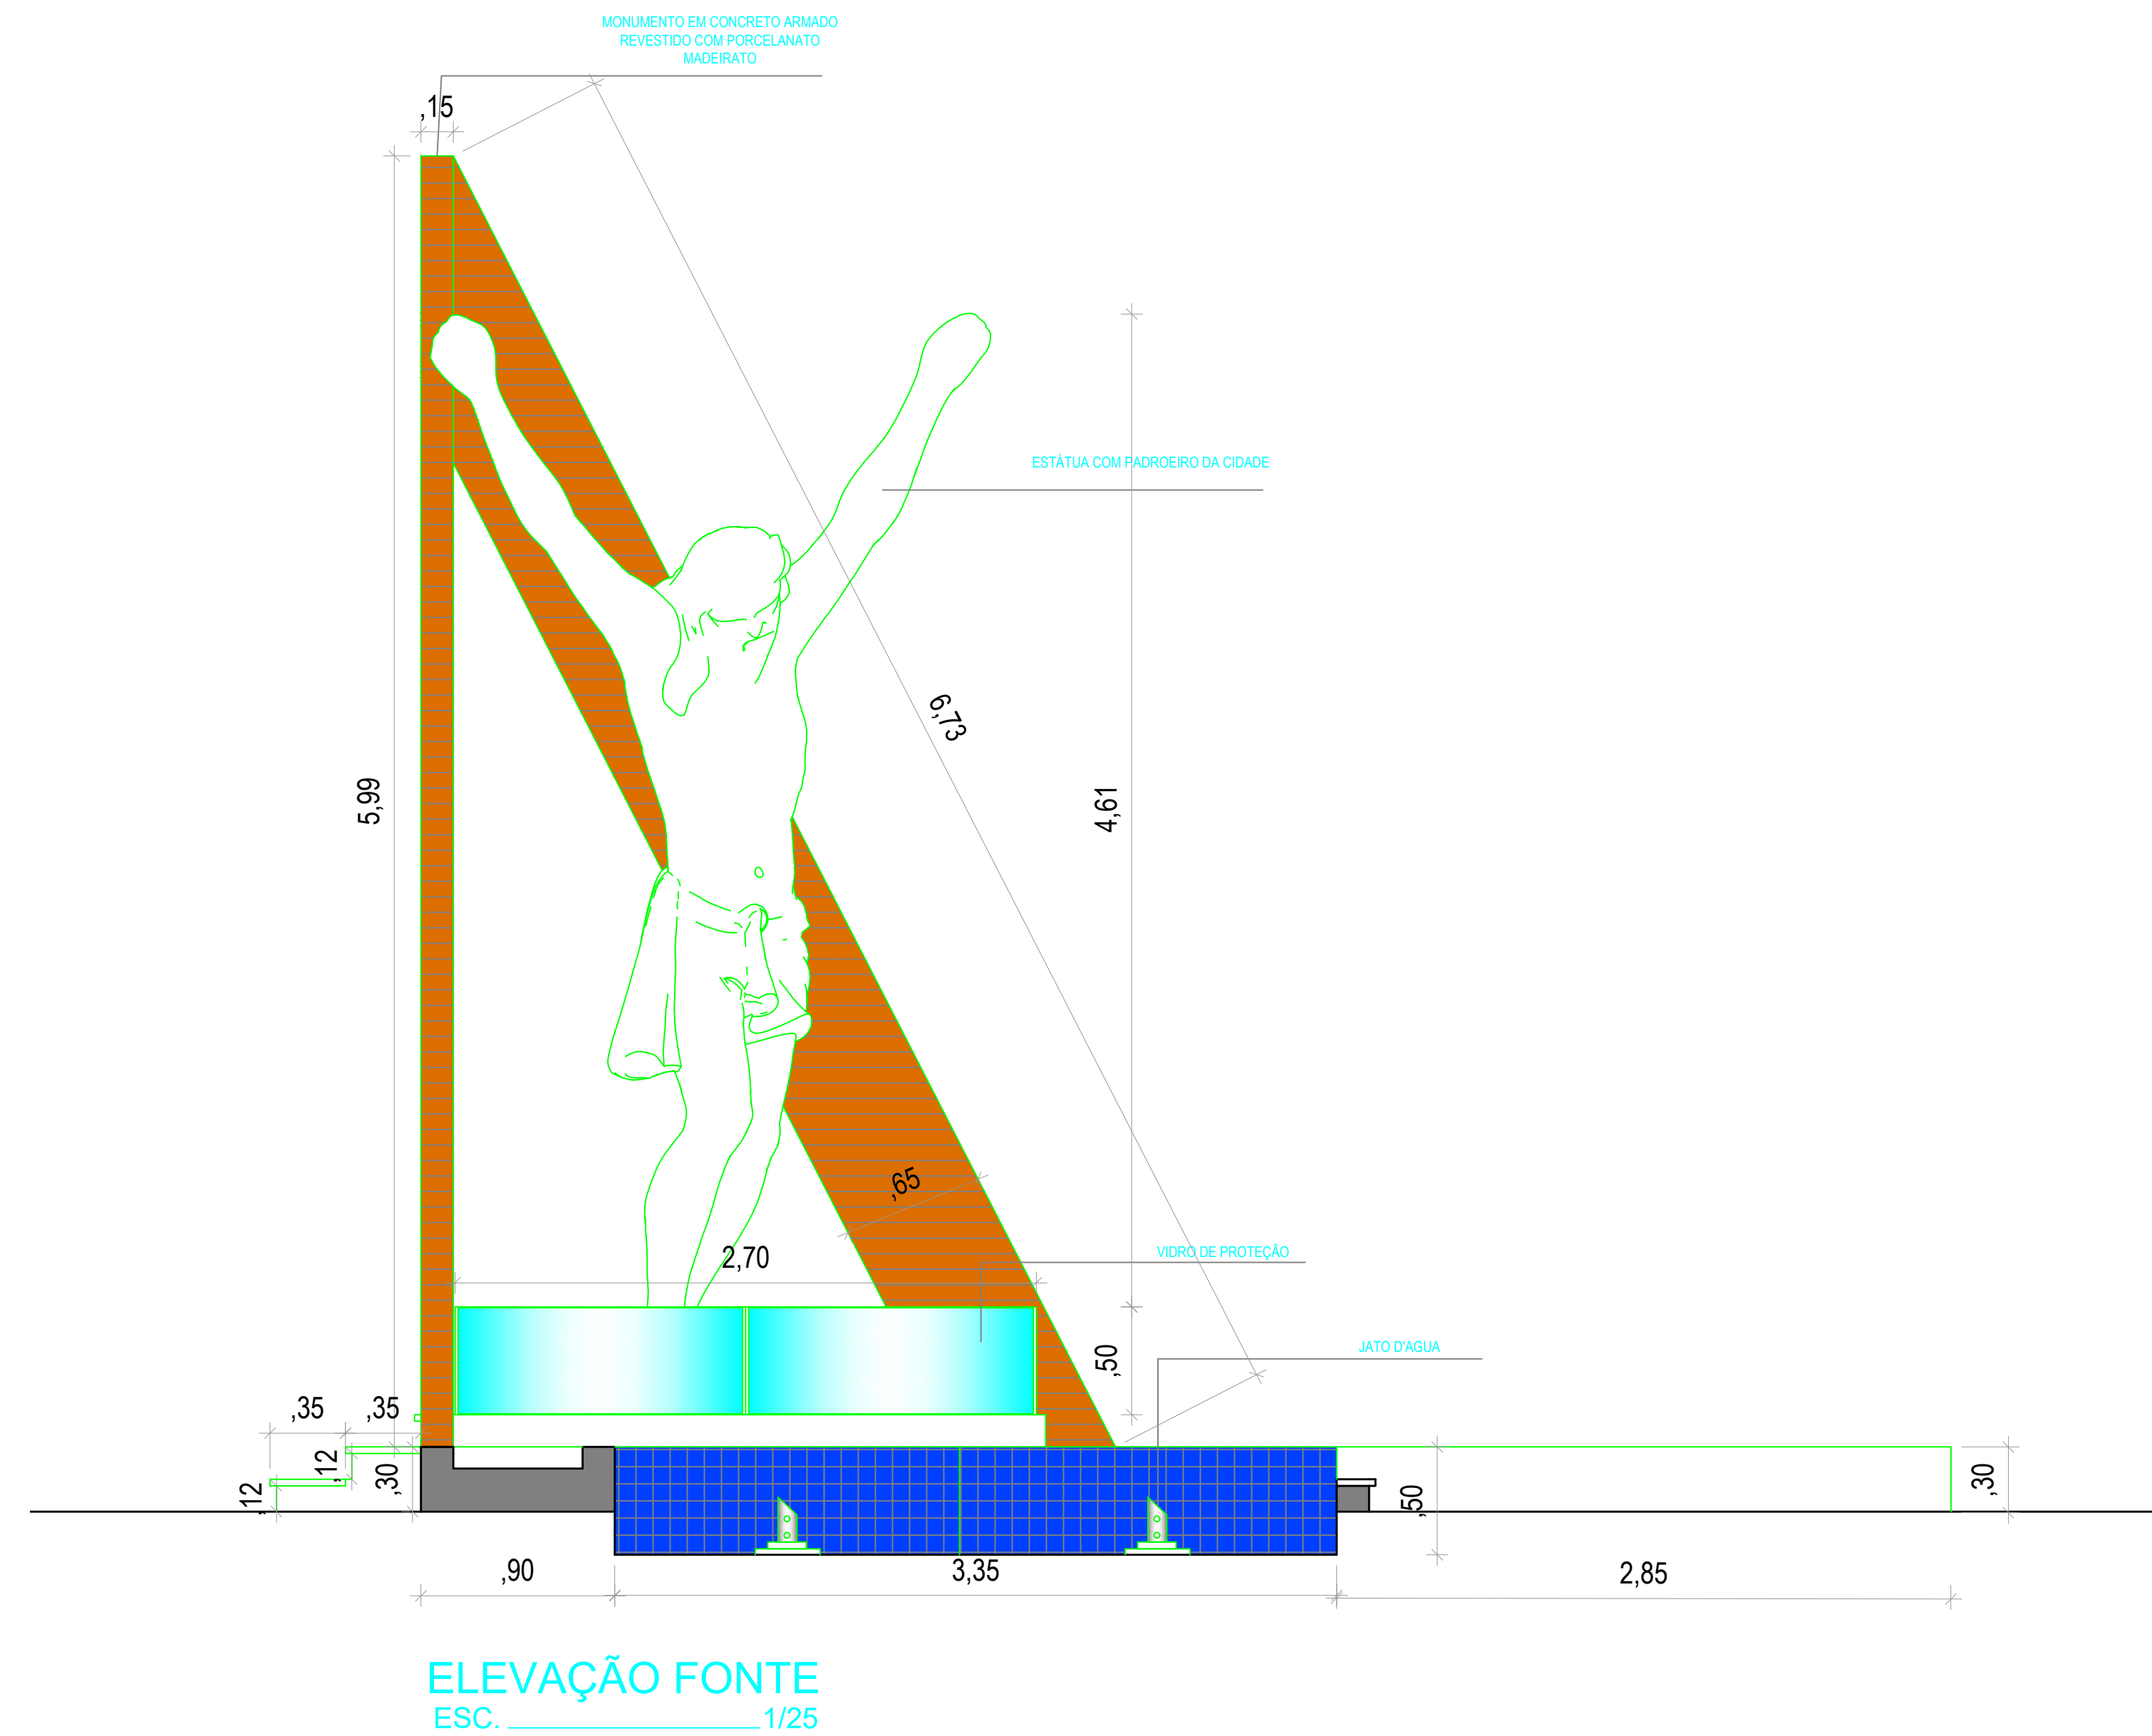 MONUMENTO EM CONCRETO ARMADO
REVESTIDO COM PORCELANATO
MADEIRATO
,15
ESTÂTUA COM PADROEIRO DA CIDADE
6,73
5,99
4,61
,65
2,70
VIDRO DE PROTEÇÃO
JATO D'AGUA
,50
,35
,35
,12
,12
,30
,50
,30
,90
3,35
2,85
ELEVAÇÃO FONTE
ESC. 1/25